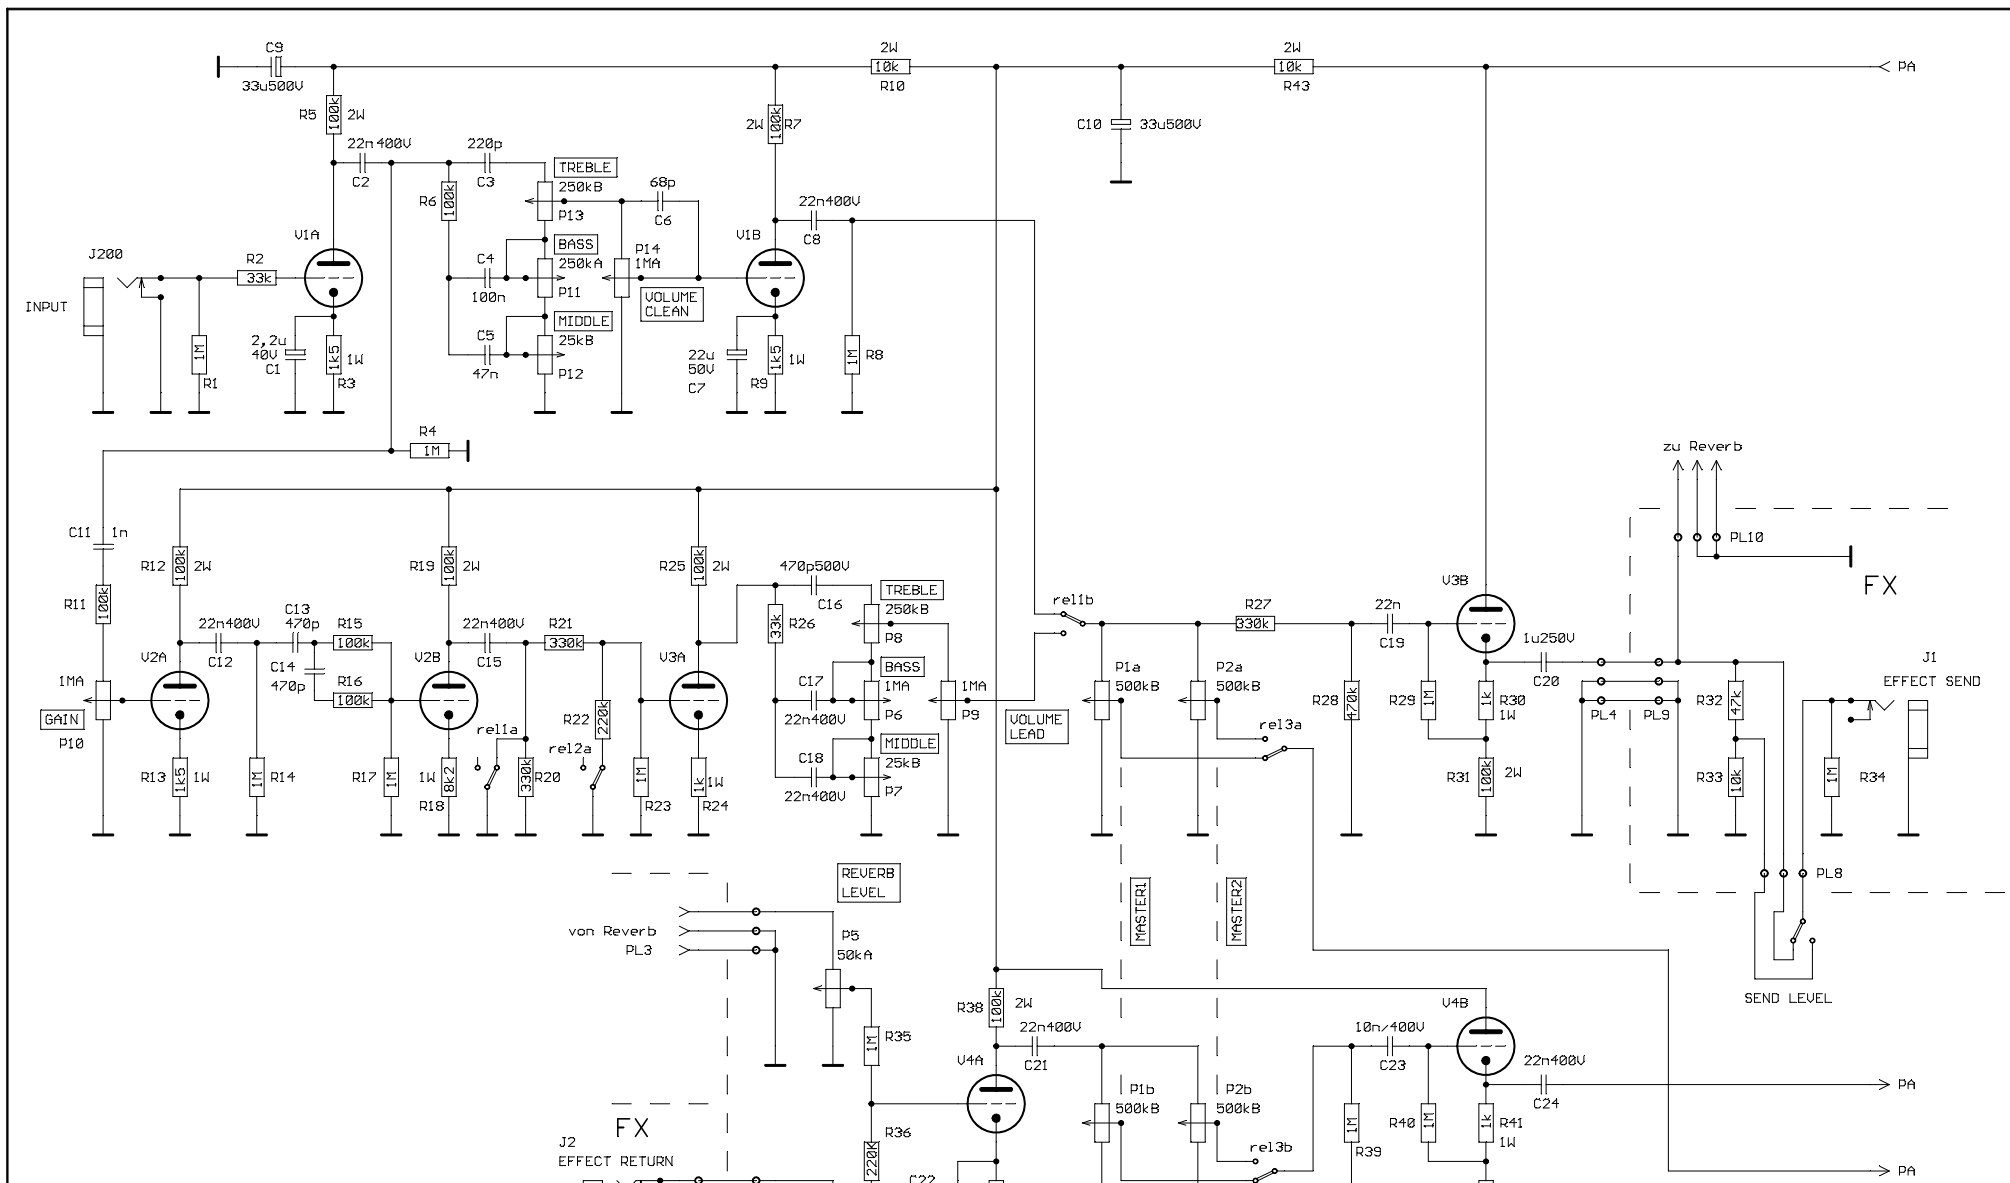 C9
33u500V
2W
10k
R10
2W
10k
R43
PA
R5
100k
2W
22n400V
C2
220p
C3
TREBLE
250kB
P13
R6
100k
68p
C6
2W
100k
R7
C10
33u500V
22n400V
C8
V1A
V1B
J200
R2
33k
INPUT
C4
100n
BASS
250kA
P11
P14
1MA
VOLUME
CLEAN
MIDDLE
25kB
P12
C5
47n
2,2u
40V
C1
1k5
1W
R3
1M
R1
22u
50V
C7
R9
1k5
1W
1M
R8
R4
1M
zu Reverb
PL10
FX
C11
1n
R12
100k
2W
R19
100k
2W
R25
100k
2W
470p500V
C16
TREBLE
250kB
P8
33k
R26
R11
100k
22n400V
C12
C13
470p
R15
100k
C14
470p
R16
100k
22n400V
C15
R21
330k
V2A
V2B
V3A
1MA
GAIN
P10
C17
22n400V
BASS
1MA
P6
1MA
P9
VOLUME
LEAD
MIDDLE
25kB
P7
C18
22n400V
R13
1k5
1W
1M
R14
R17
1M
1W
8k2
R18
rel1a
330k
R20
rel2a
R22
220k
1M
R23
1k
1W
R24
rel1b
R27
330k
22n
C19
V3B
1u250V
C20
P1a
500kB
P2a
500kB
rel3a
R28
470k
R29
1M
1k
R30
1W
R31
100k
2W
PL4
PL9
R32
47k
R33
10k
J1
EFFECT SEND
1M
R34
PL8
SEND LEVEL
REVERB
LEVEL
von Reverb
PL3
P5
50kA
MASTER1
MASTER2
R38
100k
2W
1M
R35
V4A
22n400V
C21
P1b
500kB
P2b
500kB
rel3b
10n/400V
C23
V4B
22n400V
C24
PA
1M
R39
R40
1M
1k
R41
1W
PA
FX
J2
EFFECT RETURN
R36
220K
C22